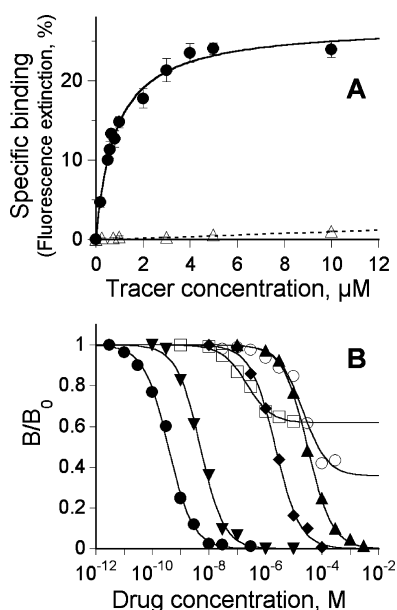 A
Specific binding
(Fluorescence extinction, %)
20
10
0
0 2 4 6 8 10 12
Tracer concentration, µM
B
B/B0
1
0.8
0.6
0.4
0.2
0
10-12 10-10 10-8 10-6 10-4 10-2
Drug concentration, M